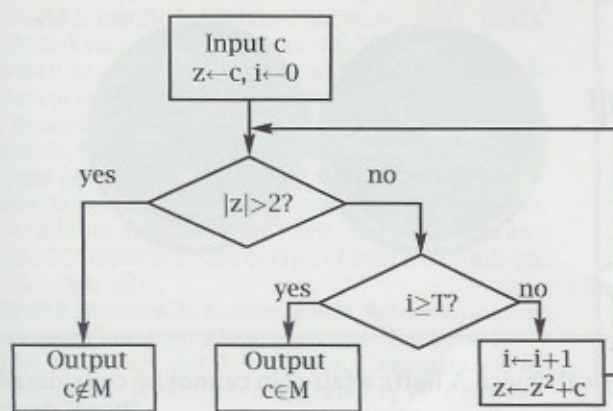 Input c
z←c, i←0
yes
|z|>2?
no
yes
i≥T?
no
Output
c∉M
Output
c∈M
i←i+1
z←z²+c